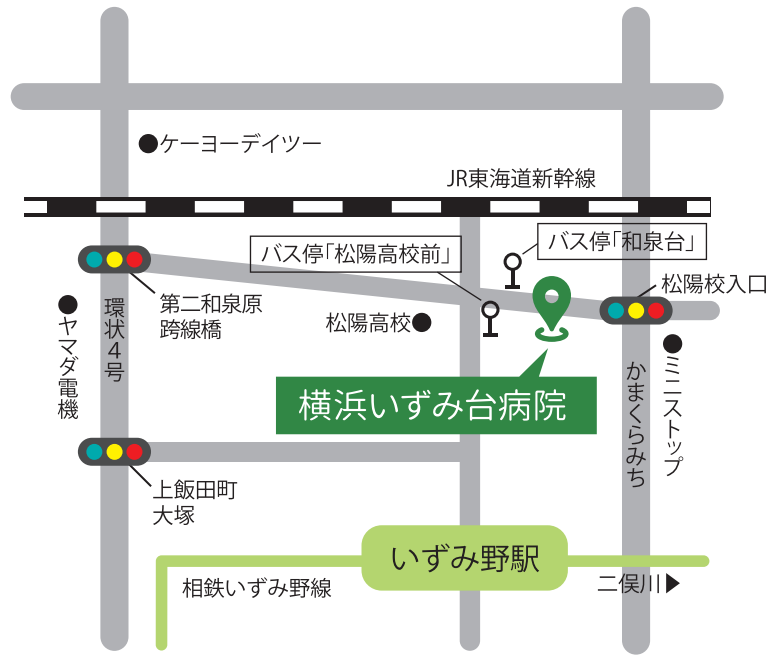 ケーヨーデイツー
JR東海道新幹線
バス停「和泉台」
バス停「松陽高校前」
松陽校入口
第二和泉原
跨線橋
環状4号
ヤマダ電機
松陽高校
ミニストップ
かまくらみち
横浜いずみ台病院
上飯田町
大塚
いずみ野駅
相鉄いずみ野線
二俣川